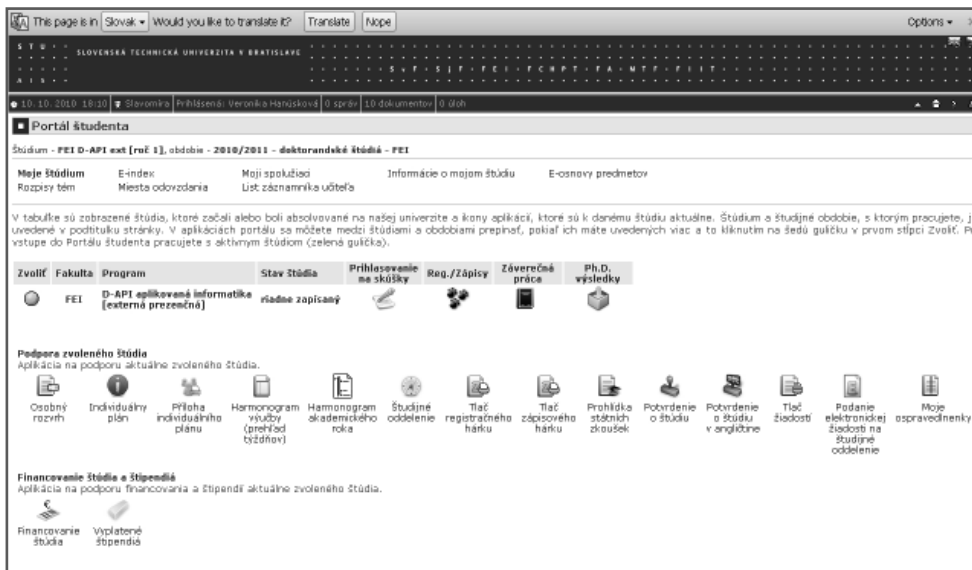 This page is in Slovak Would you like to translate it? Translate Nope Options
S T U
SLOVENSKÁ TECHNICKÁ UNIVERZITA V BRATISLAVE
S v F · S j F · F E I · F C H P T · F A · M T F · F I I T
A I S
10. 10. 2010 18:10 Slavomíra Prihlásená: Veronika Hanúsková 0 správ 10 dokumentov 0 úloh
Portál študenta
Štúdium - FEI D-API ext [roč 1], obdobie - 2010/2011 - doktorandské štúdiá - FEI
Moje štúdium E-index Moji spolužiaci Informácie o mojom štúdiu E-osnovy predmetov
Rozpisy tém Miesta odovzdania List záznamníka učiteľa
V tabuľke sú zobrazené štúdia, ktoré začali alebo boli absolvované na našej univerzite a ikony aplikácií, ktoré sú k danému štúdiu aktuálne. Štúdium a študijné obdobie, s ktorým pracujete, j
uvedené v podtitulku stránky. V aplikáciách portálu sa môžete medzi štúdiami a obdobiami prepínať, pokiaľ ich máte uvedených viac a to kliknutím na šedú guličku v prvom stĺpci Zvoliť. P
vstupe do Portálu študenta pracujete s aktívnym štúdiom (zelená gulička).
Zvoliť Fakulta Program Stav štúdia Prihlasovanie na skúšky Reg./Zápisy Záverečná práca Ph.D. výsledky
FEI D-API aplikovaná informatika [externá prezenčná] riadne zapísaný
Podpora zvoleného štúdia
Aplikácia na podporu aktuálne zvoleného štúdia.
Osobný rozvrh
Individuálny plán
Příloha individuálního plánu
Harmonogram výučby (prehľad týždňov)
Harmonogram akademického roka
Študijné oddelenie
Tlač registračného hárku
Tlač zápisového hárku
Prohlídka státních zkoušek
Potvrdenie o štúdiu
Potvrdenie o štúdiu v angličtine
Tlač žiadostí
Podanie elektronickej žiadosti na študijné oddelenie
Moje ospravedlnenky
Financovanie štúdia a štipendiá
Aplikácia na podporu financovania a štipendií aktuálne zvoleného štúdia.
Financovanie štúdia
Vyplatené štipendiá